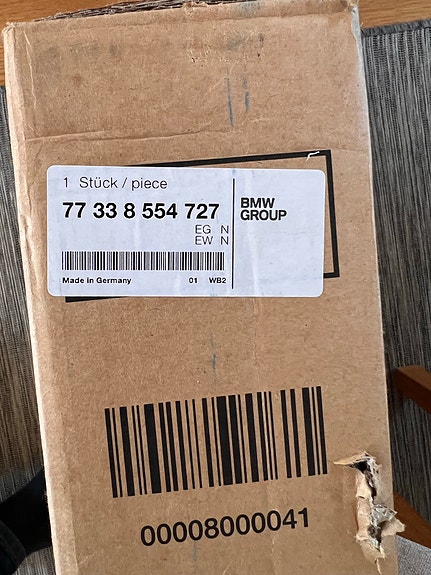 1 Stück / piece
77 33 8 554 727
EG N
EW N
BMW
GROUP
Made in Germany 01 WB2
00008000041